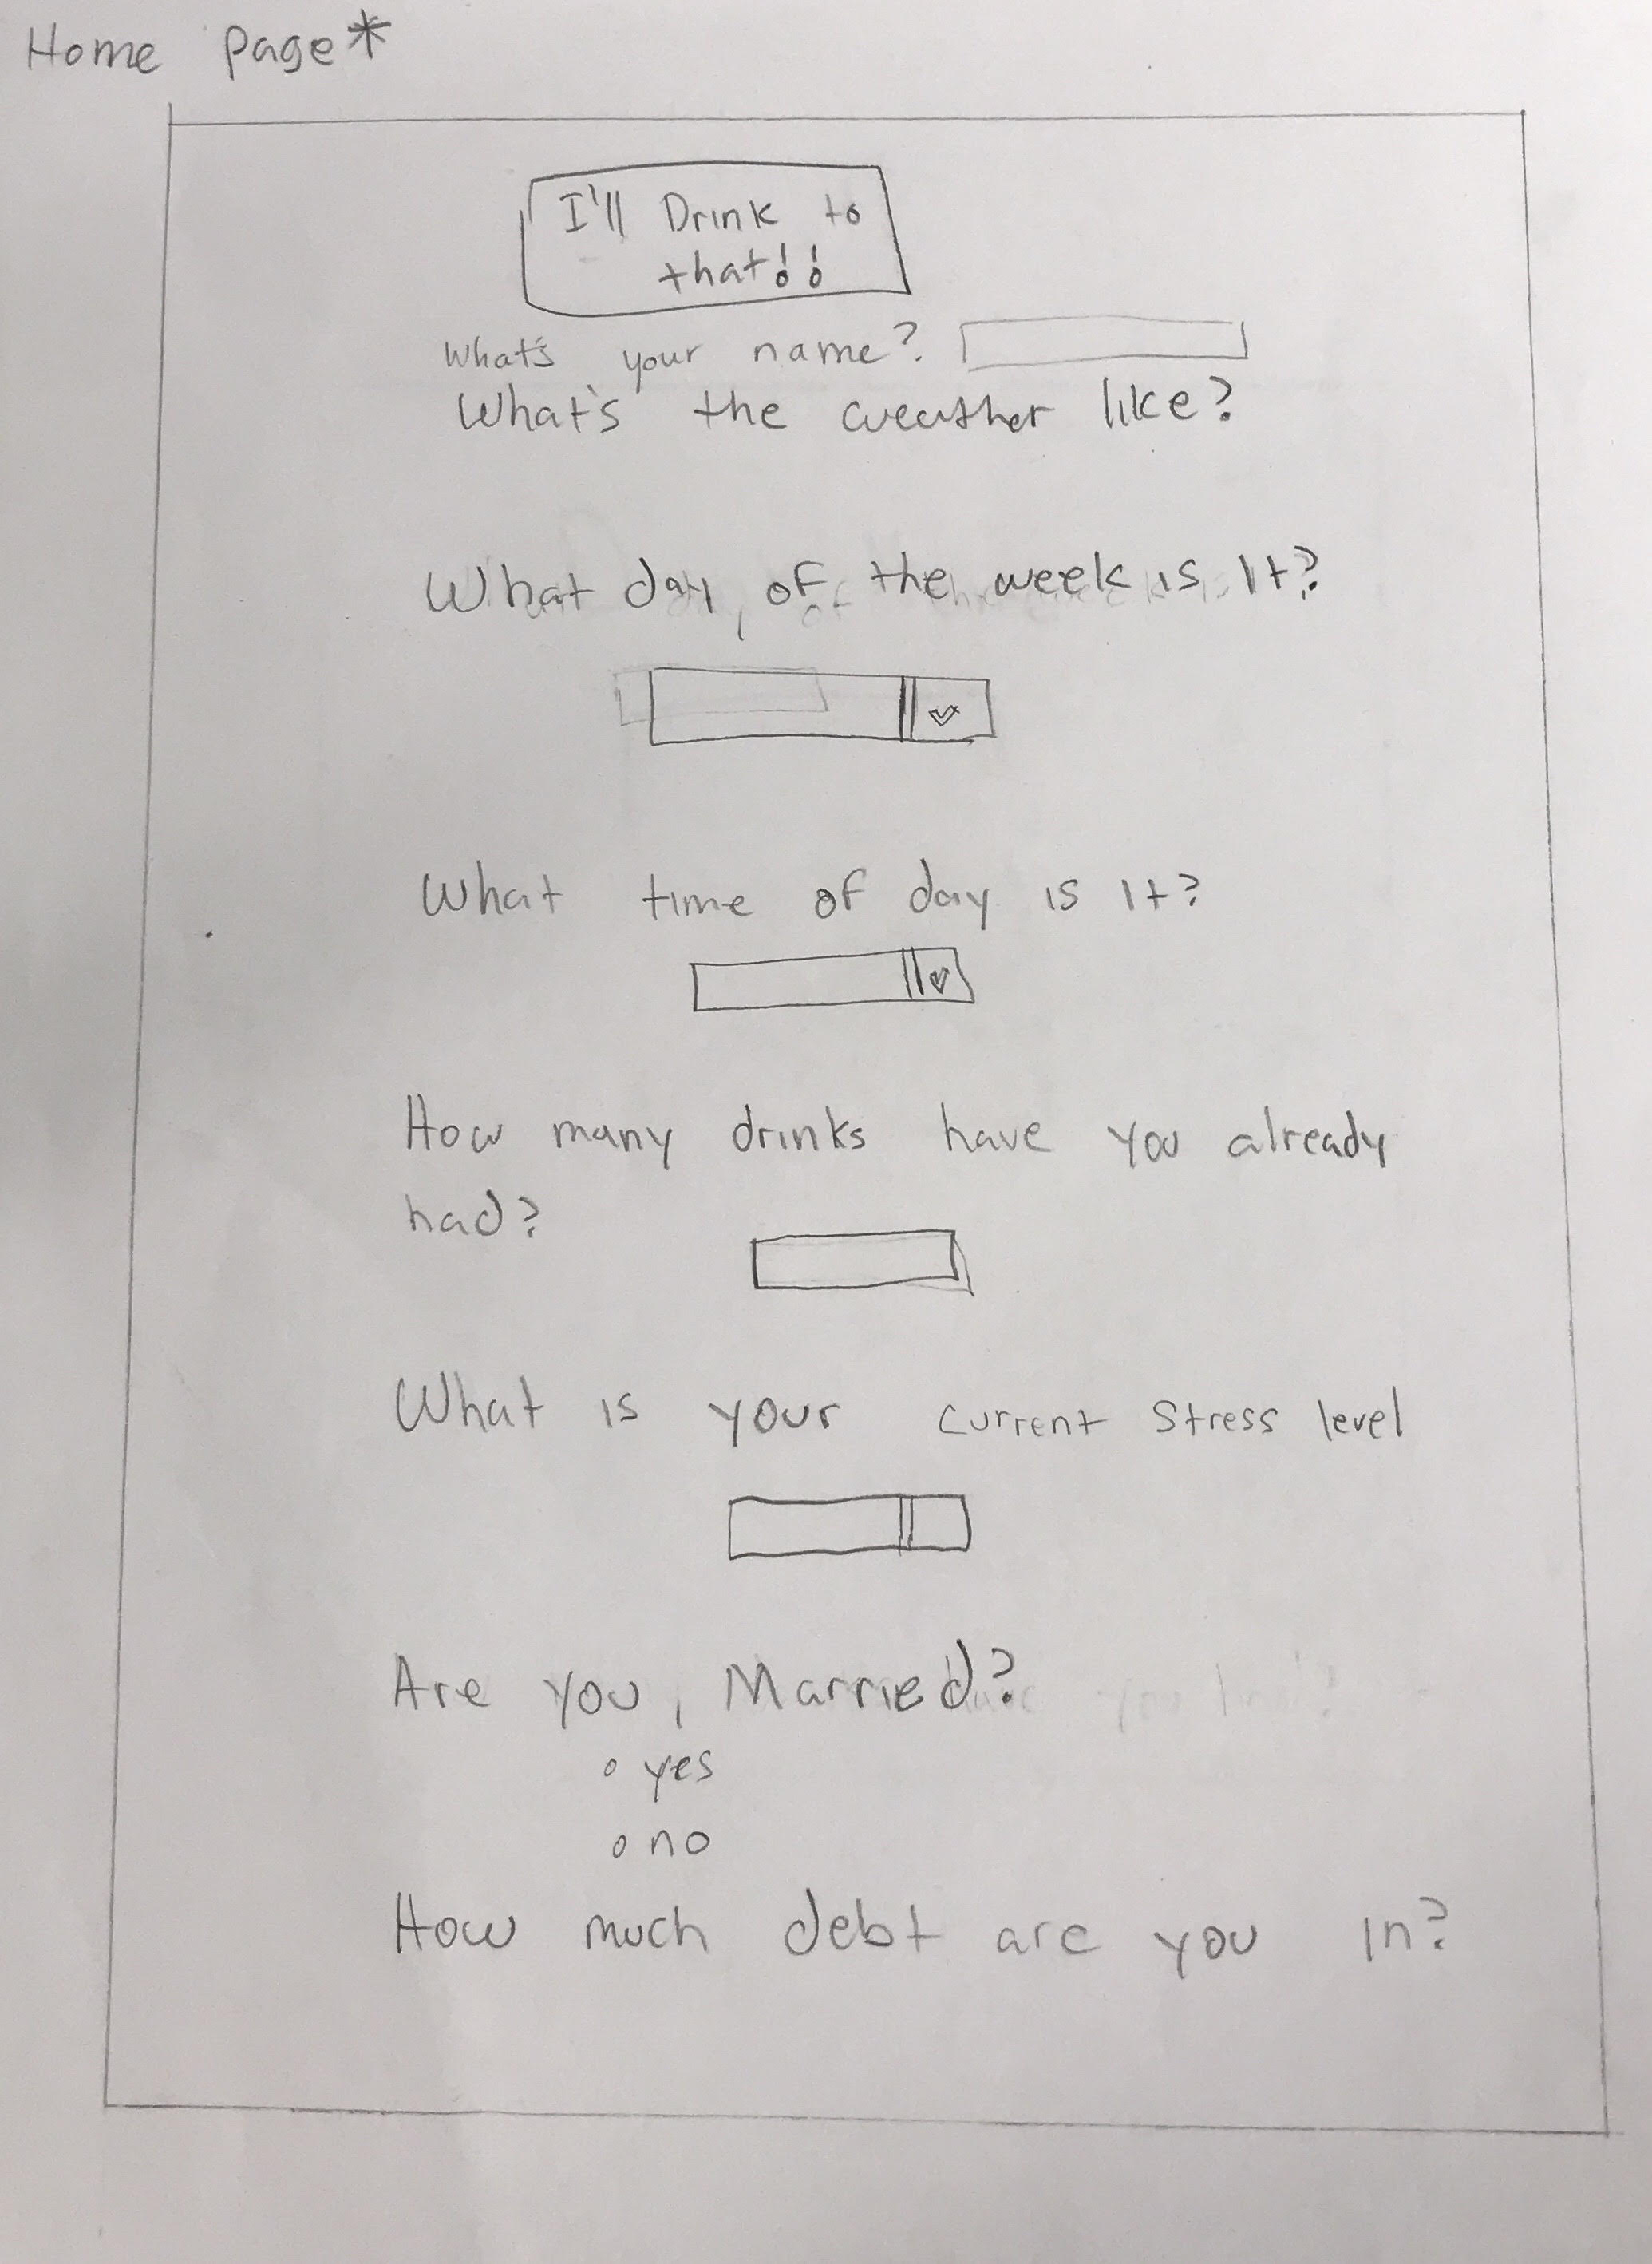 Home Page*
I'll Drink to
that!!
What's your name?
What's the weather like?
What day of the week is It?
What time of day is It?
How many drinks have you already
had?
What is your current Stress level
Are you, Married?
yes
no
How much debt are you in?